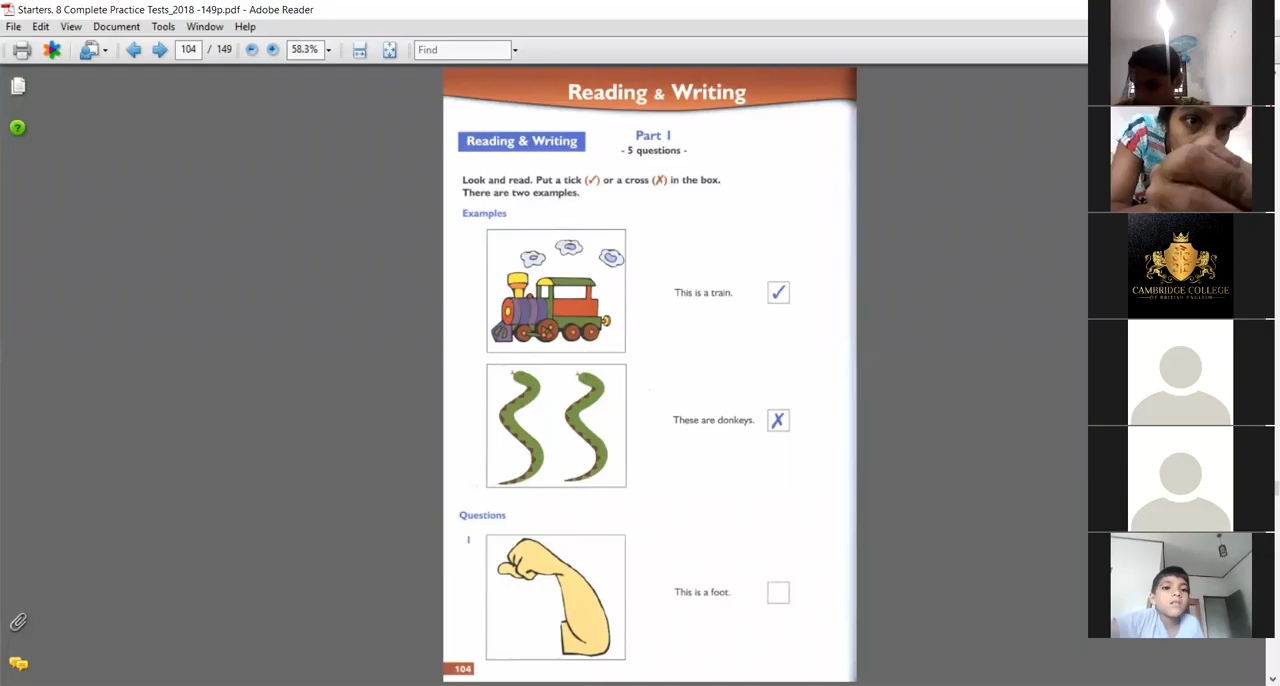 Starters. 8 Complete Practice Tests_2018 -149p.pdf - Adobe Reader
File Edit View Document Tools Window Help
104 / 149 58.3% Find
Reading & Writing
Reading & Writing
Part 1
- 5 questions -
Look and read. Put a tick (✓) or a cross (✗) in the box.
There are two examples.
Examples
This is a train. ✓
These are donkeys. ✗
Questions
1
This is a foot.
104
CAMBRIDGE COLLEGE
OF BRITISH ENGLISH